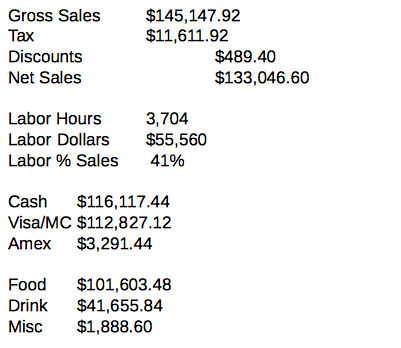 Gross Sales $145,147.92
Tax $11,611.92
Discounts $489.40
Net Sales $133,046.60
Labor Hours 3,704
Labor Dollars $55,560
Labor % Sales 41%
Cash $116,117.44
Visa/MC $112,827.12
Amex $3,291.44
Food $101,603.48
Drink $41,655.84
Misc $1,888.60